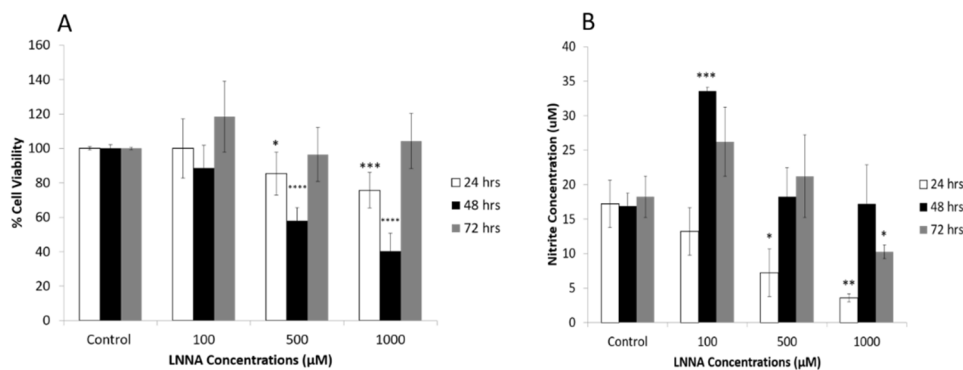 A
160
140
120
100
80
60
40
20
0
% Cell Viability
*
****
***
****
Control
100
500
1000
LNNA Concentrations (µM)
24 hrs
48 hrs
72 hrs
B
40
35
30
25
20
15
10
5
0
Nitrite Concentration (uM)
***
*
**
*
Control
100
500
1000
LNNA Concentrations (µM)
24 hrs
48 hrs
72 hrs